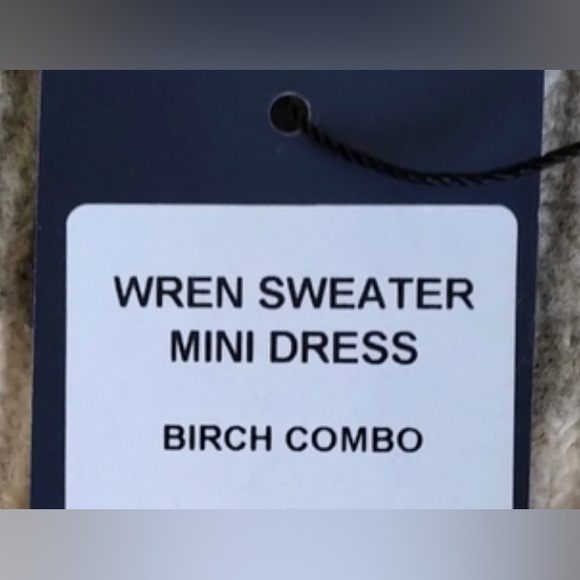 WREN SWEATER
MINI DRESS
BIRCH COMBO